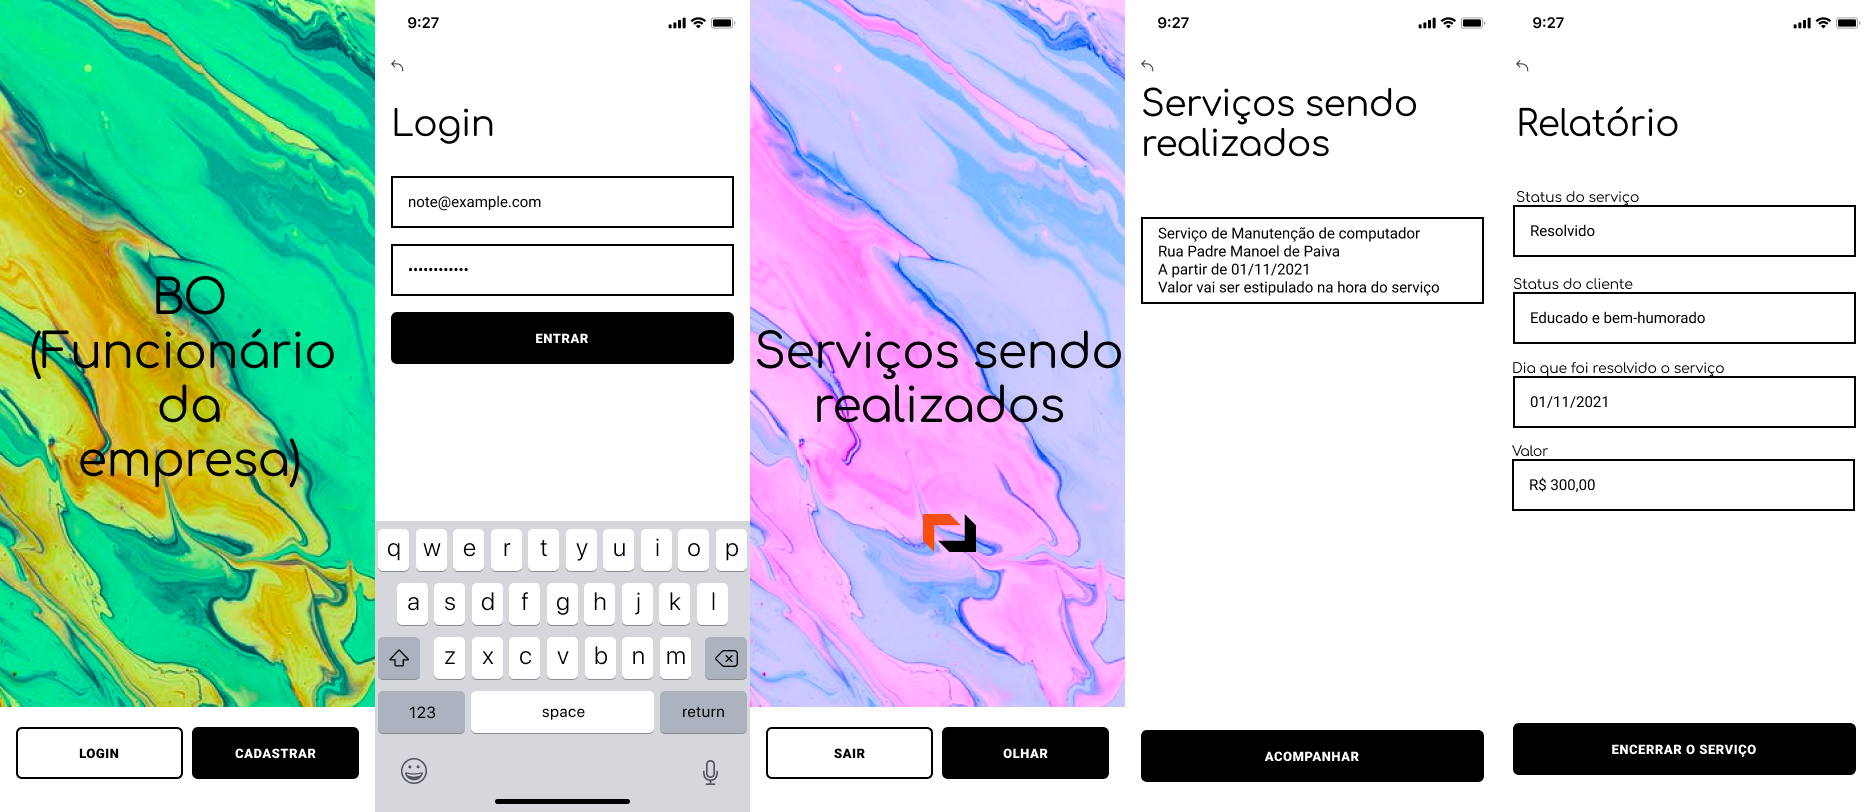 BO
(Funcionário
da
empresa)
LOGIN
CADASTRAR
9:27
Login
note@example.com
••••••••••••
ENTRAR
q w e r t y u i o p
a s d f g h j k l
z x c v b n m
123 space return
Serviços sendo
realizados
SAIR
OLHAR
9:27
Serviços sendo
realizados
Serviço de Manutenção de computador
Rua Padre Manoel de Paiva
A partir de 01/11/2021
Valor vai ser estipulado na hora do serviço
ACOMPANHAR
9:27
Relatório
Status do serviço
Resolvido
Status do cliente
Educado e bem-humorado
Dia que foi resolvido o serviço
01/11/2021
Valor
R$ 300,00
ENCERRAR O SERVIÇO